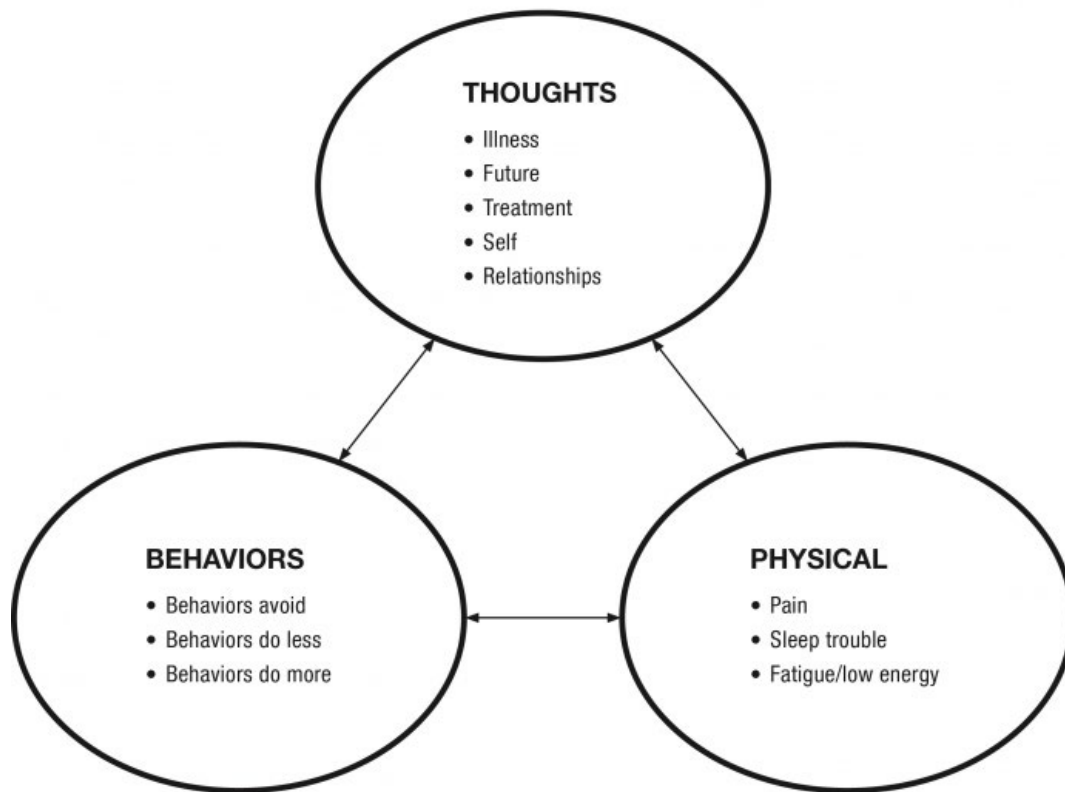 THOUGHTS
• Illness
• Future
• Treatment
• Self
• Relationships
BEHAVIORS
• Behaviors avoid
• Behaviors do less
• Behaviors do more
PHYSICAL
• Pain
• Sleep trouble
• Fatigue/low energy